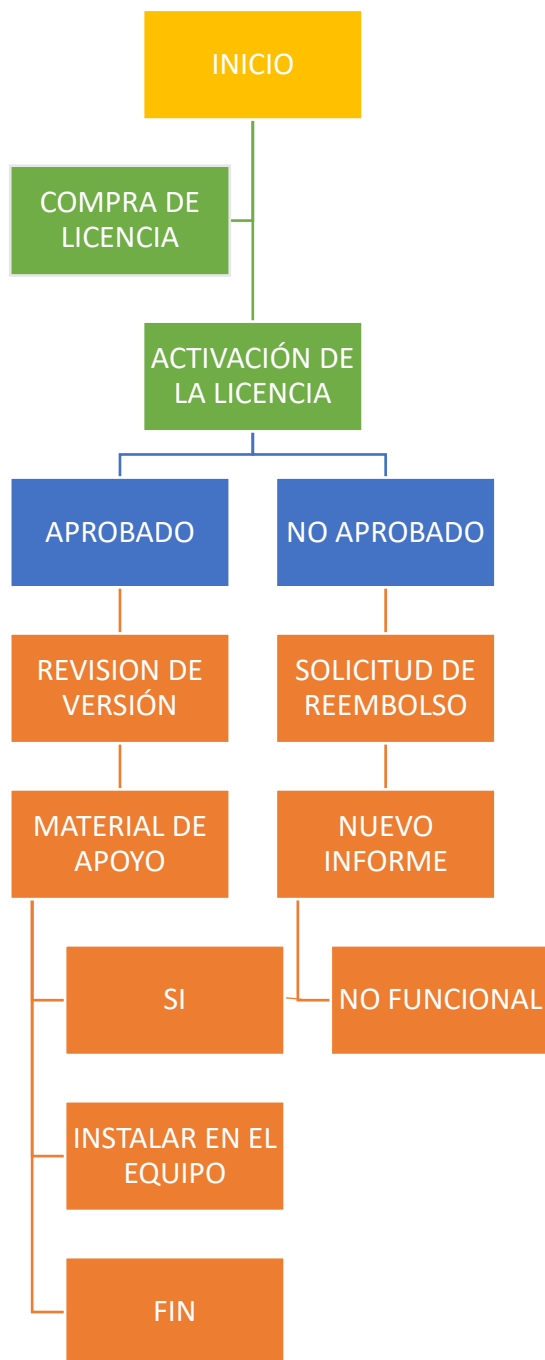 INICIO
COMPRA DE
LICENCIA
ACTIVACIÓN DE
LA LICENCIA
APROBADO
NO APROBADO
REVISION DE
VERSIÓN
SOLICITUD DE
REEMBOLSO
MATERIAL DE
APOYO
NUEVO
INFORME
SI
NO FUNCIONAL
INSTALAR EN EL
EQUIPO
FIN